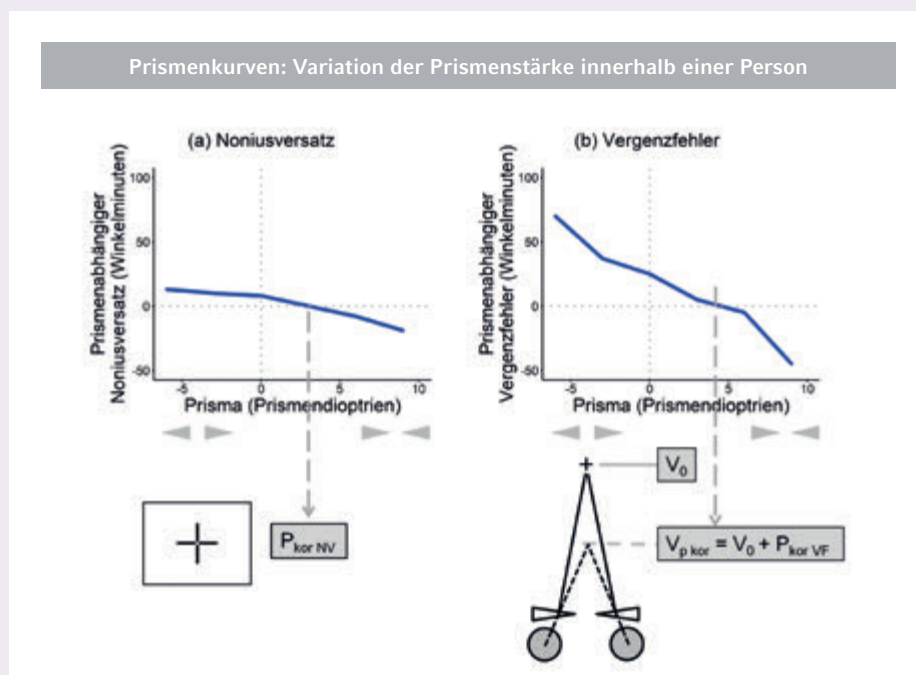 Prismenkurven: Variation der Prismenstärke innerhalb einer Person
(a) Noniusversatz
Prismenabhängiger
Noniusversatz (Winkelminuten)
100
50
0
-50
-5
0
5
10
Prisma (Prismendioptrien)
P kor NV
(b) Vergenzfehler
Prismenabhängiger
Vergenzfehler (Winkelminuten)
100
50
0
-50
-5
0
5
10
Prisma (Prismendioptrien)
V0
Vp kor = V0 + Pkor VF